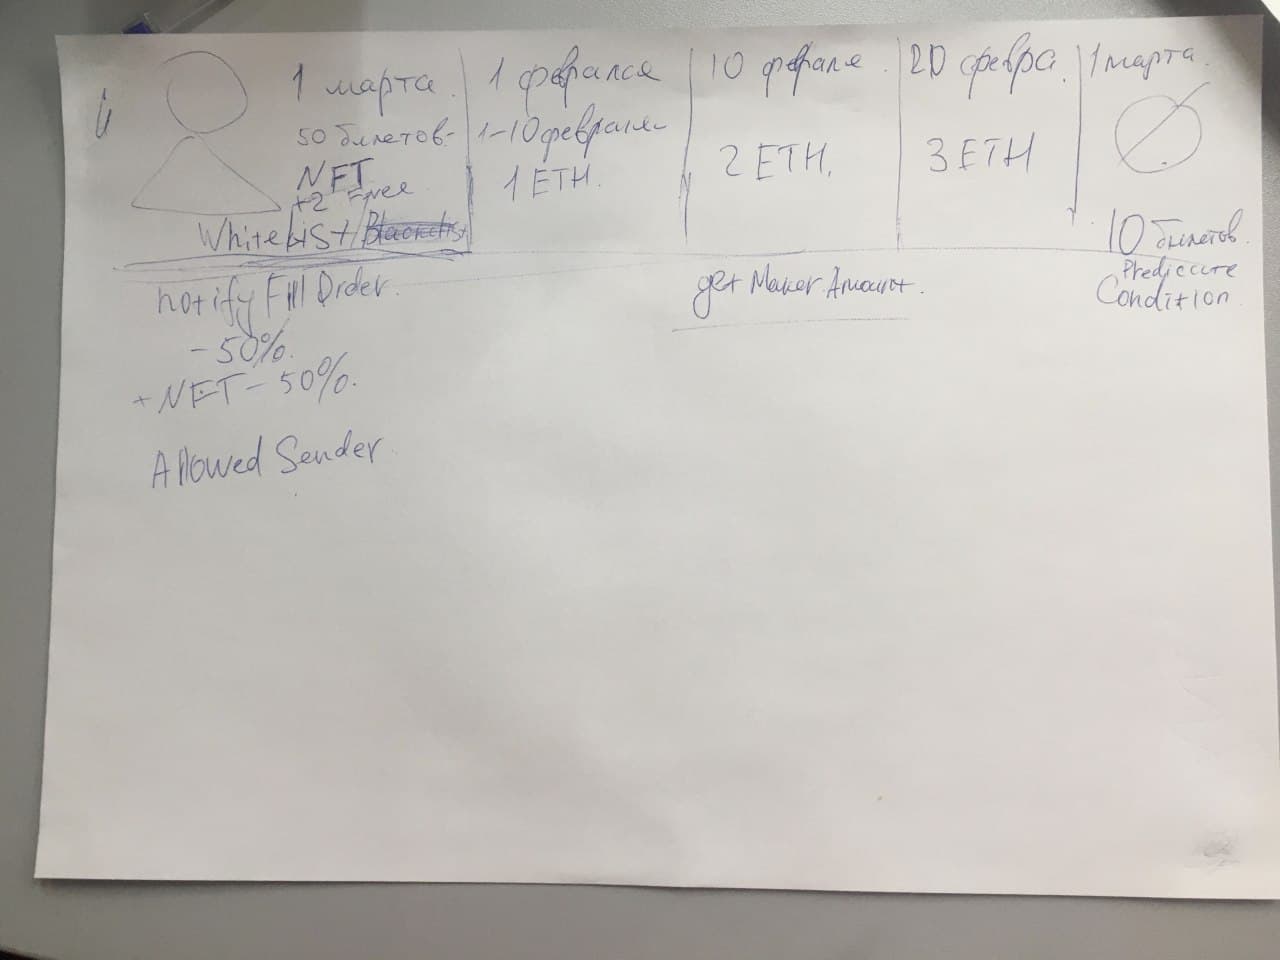 1 марта.
50 билетов-
NFT
+2 Free
WhiteList/Blacklist
1 феврался
1-10 февраля-
1 ETH.
10 февраля.
2 ETH.
20 февра.
3 ETH
1 марта.
10 билетов.
Predicate
Condition
notify Fill Order.
-50%.
+NFT-50%.
Allowed Sender.
get Maker Amount.